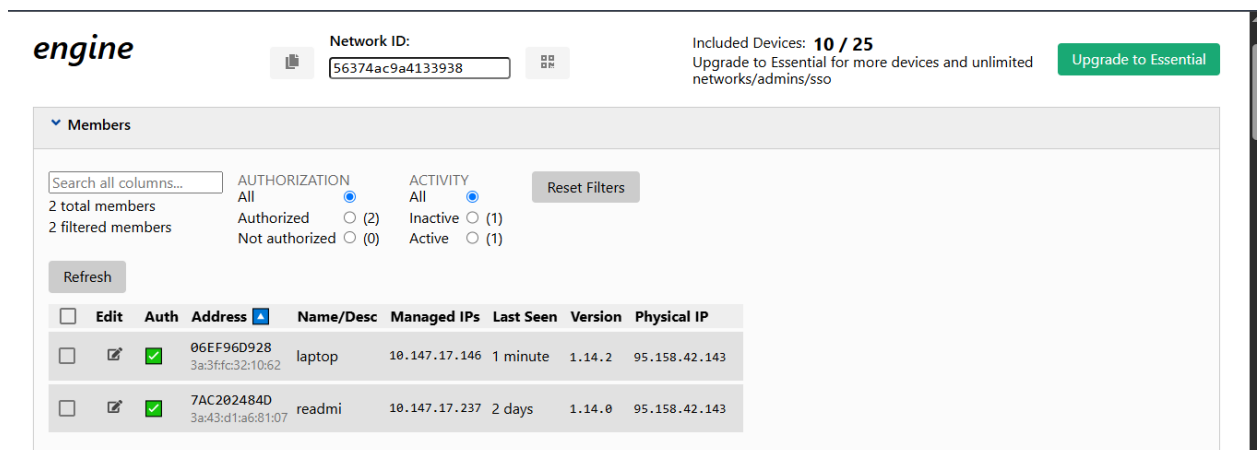 engine
Network ID:
56374ac9a4133938
Included Devices: 10 / 25
Upgrade to Essential for more devices and unlimited
networks/admins/sso
Upgrade to Essential
Members
Search all columns...
2 total members
2 filtered members
AUTHORIZATION
All
Authorized (2)
Not authorized (0)
ACTIVITY
All
Inactive (1)
Active (1)
Reset Filters
Refresh
Edit Auth Address Name/Desc Managed IPs Last Seen Version Physical IP
06EF96D928
3a:3f:fc:32:10:62
laptop 10.147.17.146 1 minute 1.14.2 95.158.42.143
7AC202484D
3a:43:d1:a6:81:07
readmi 10.147.17.237 2 days 1.14.0 95.158.42.143